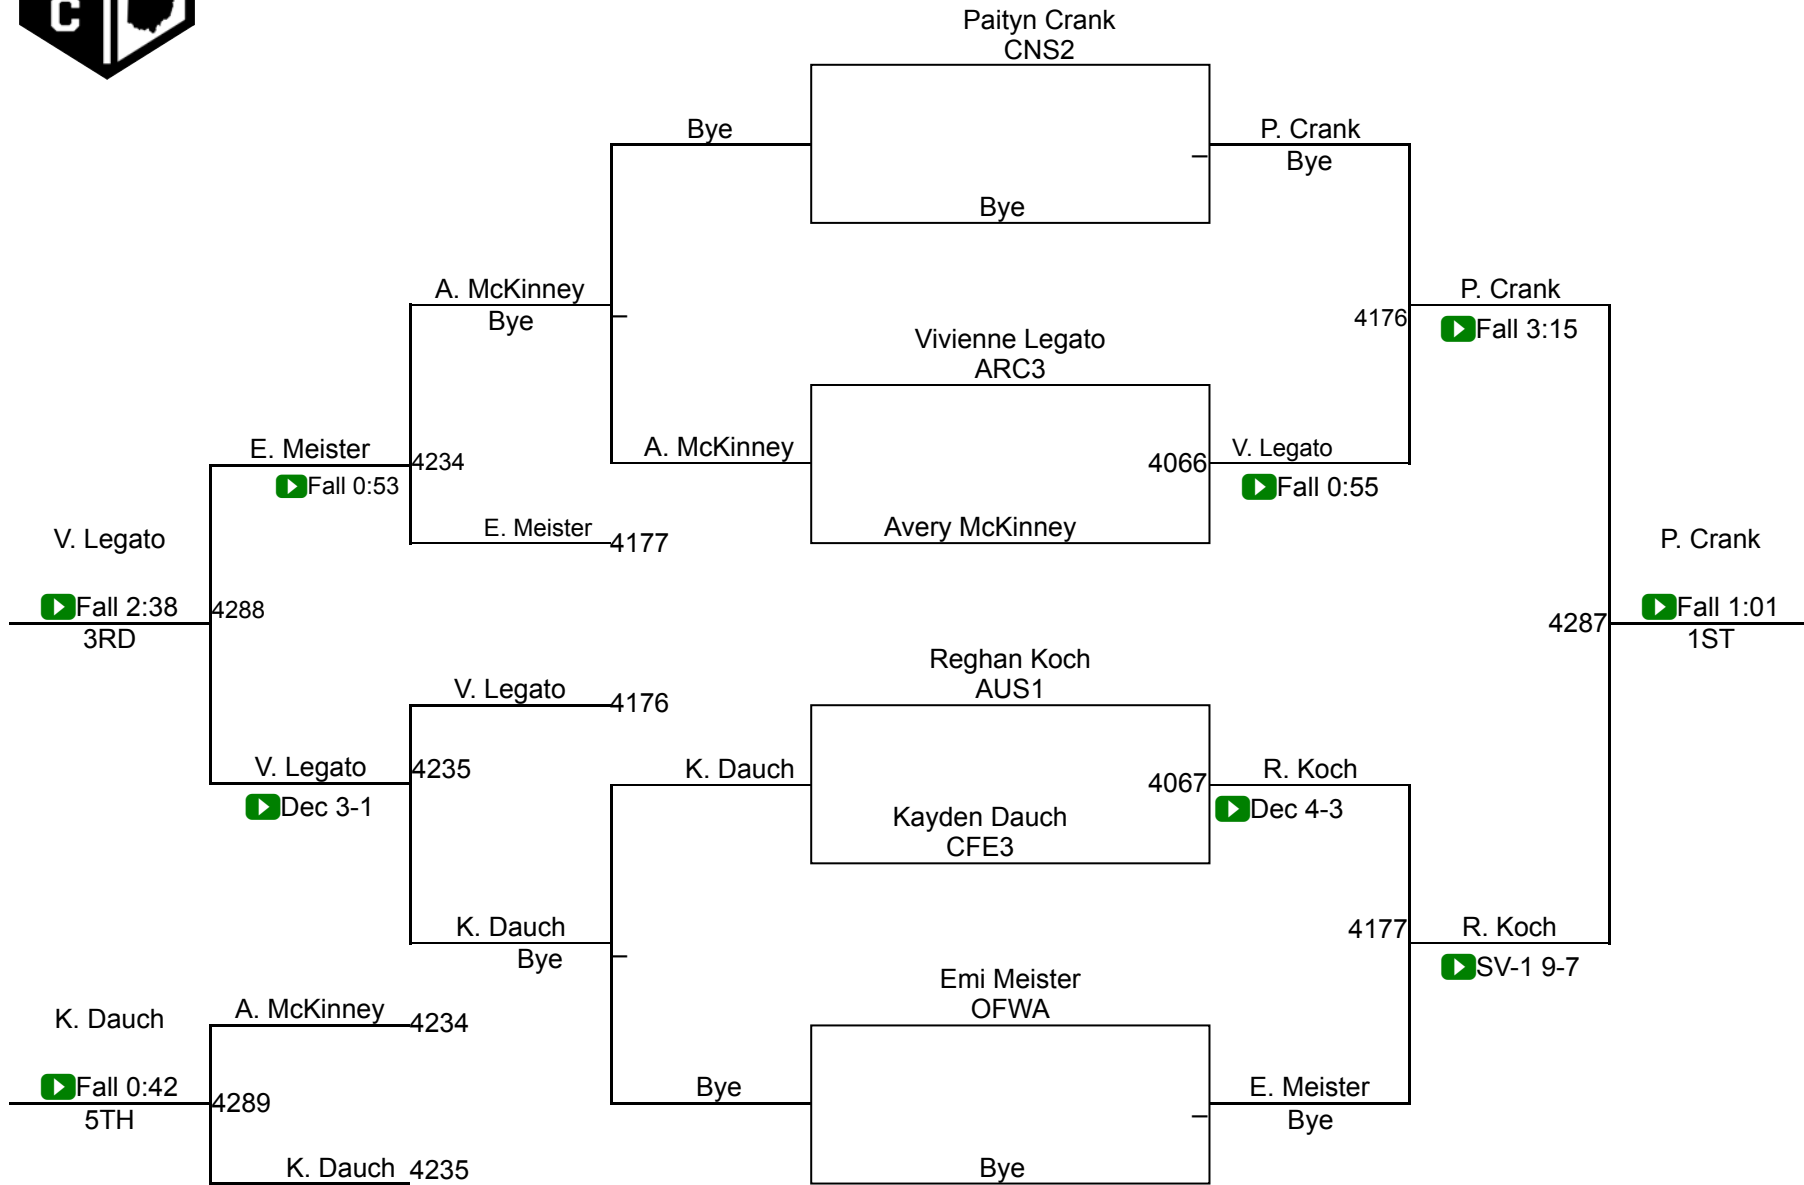 C
Paityn Crank
CNS2
Bye
P. Crank
Bye
Bye
A. McKinney
Bye
P. Crank
4176
Fall 3:15
Vivienne Legato
ARC3
E. Meister
4234
A. McKinney
4066
V. Legato
Fall 0:53
Fall 0:55
E. Meister
4177
Avery McKinney
V. Legato
P. Crank
Fall 2:38
4288
4287
Fall 1:01
3RD
1ST
Reghan Koch
AUS1
V. Legato
4176
V. Legato
4235
K. Dauch
4067
R. Koch
Dec 3-1
Dec 4-3
Kayden Dauch
CFE3
K. Dauch
Bye
4177
R. Koch
SV-1 9-7
Emi Meister
OFWA
K. Dauch
A. McKinney
4234
Fall 0:42
4289
5TH
Bye
E. Meister
Bye
K. Dauch
4235
Bye